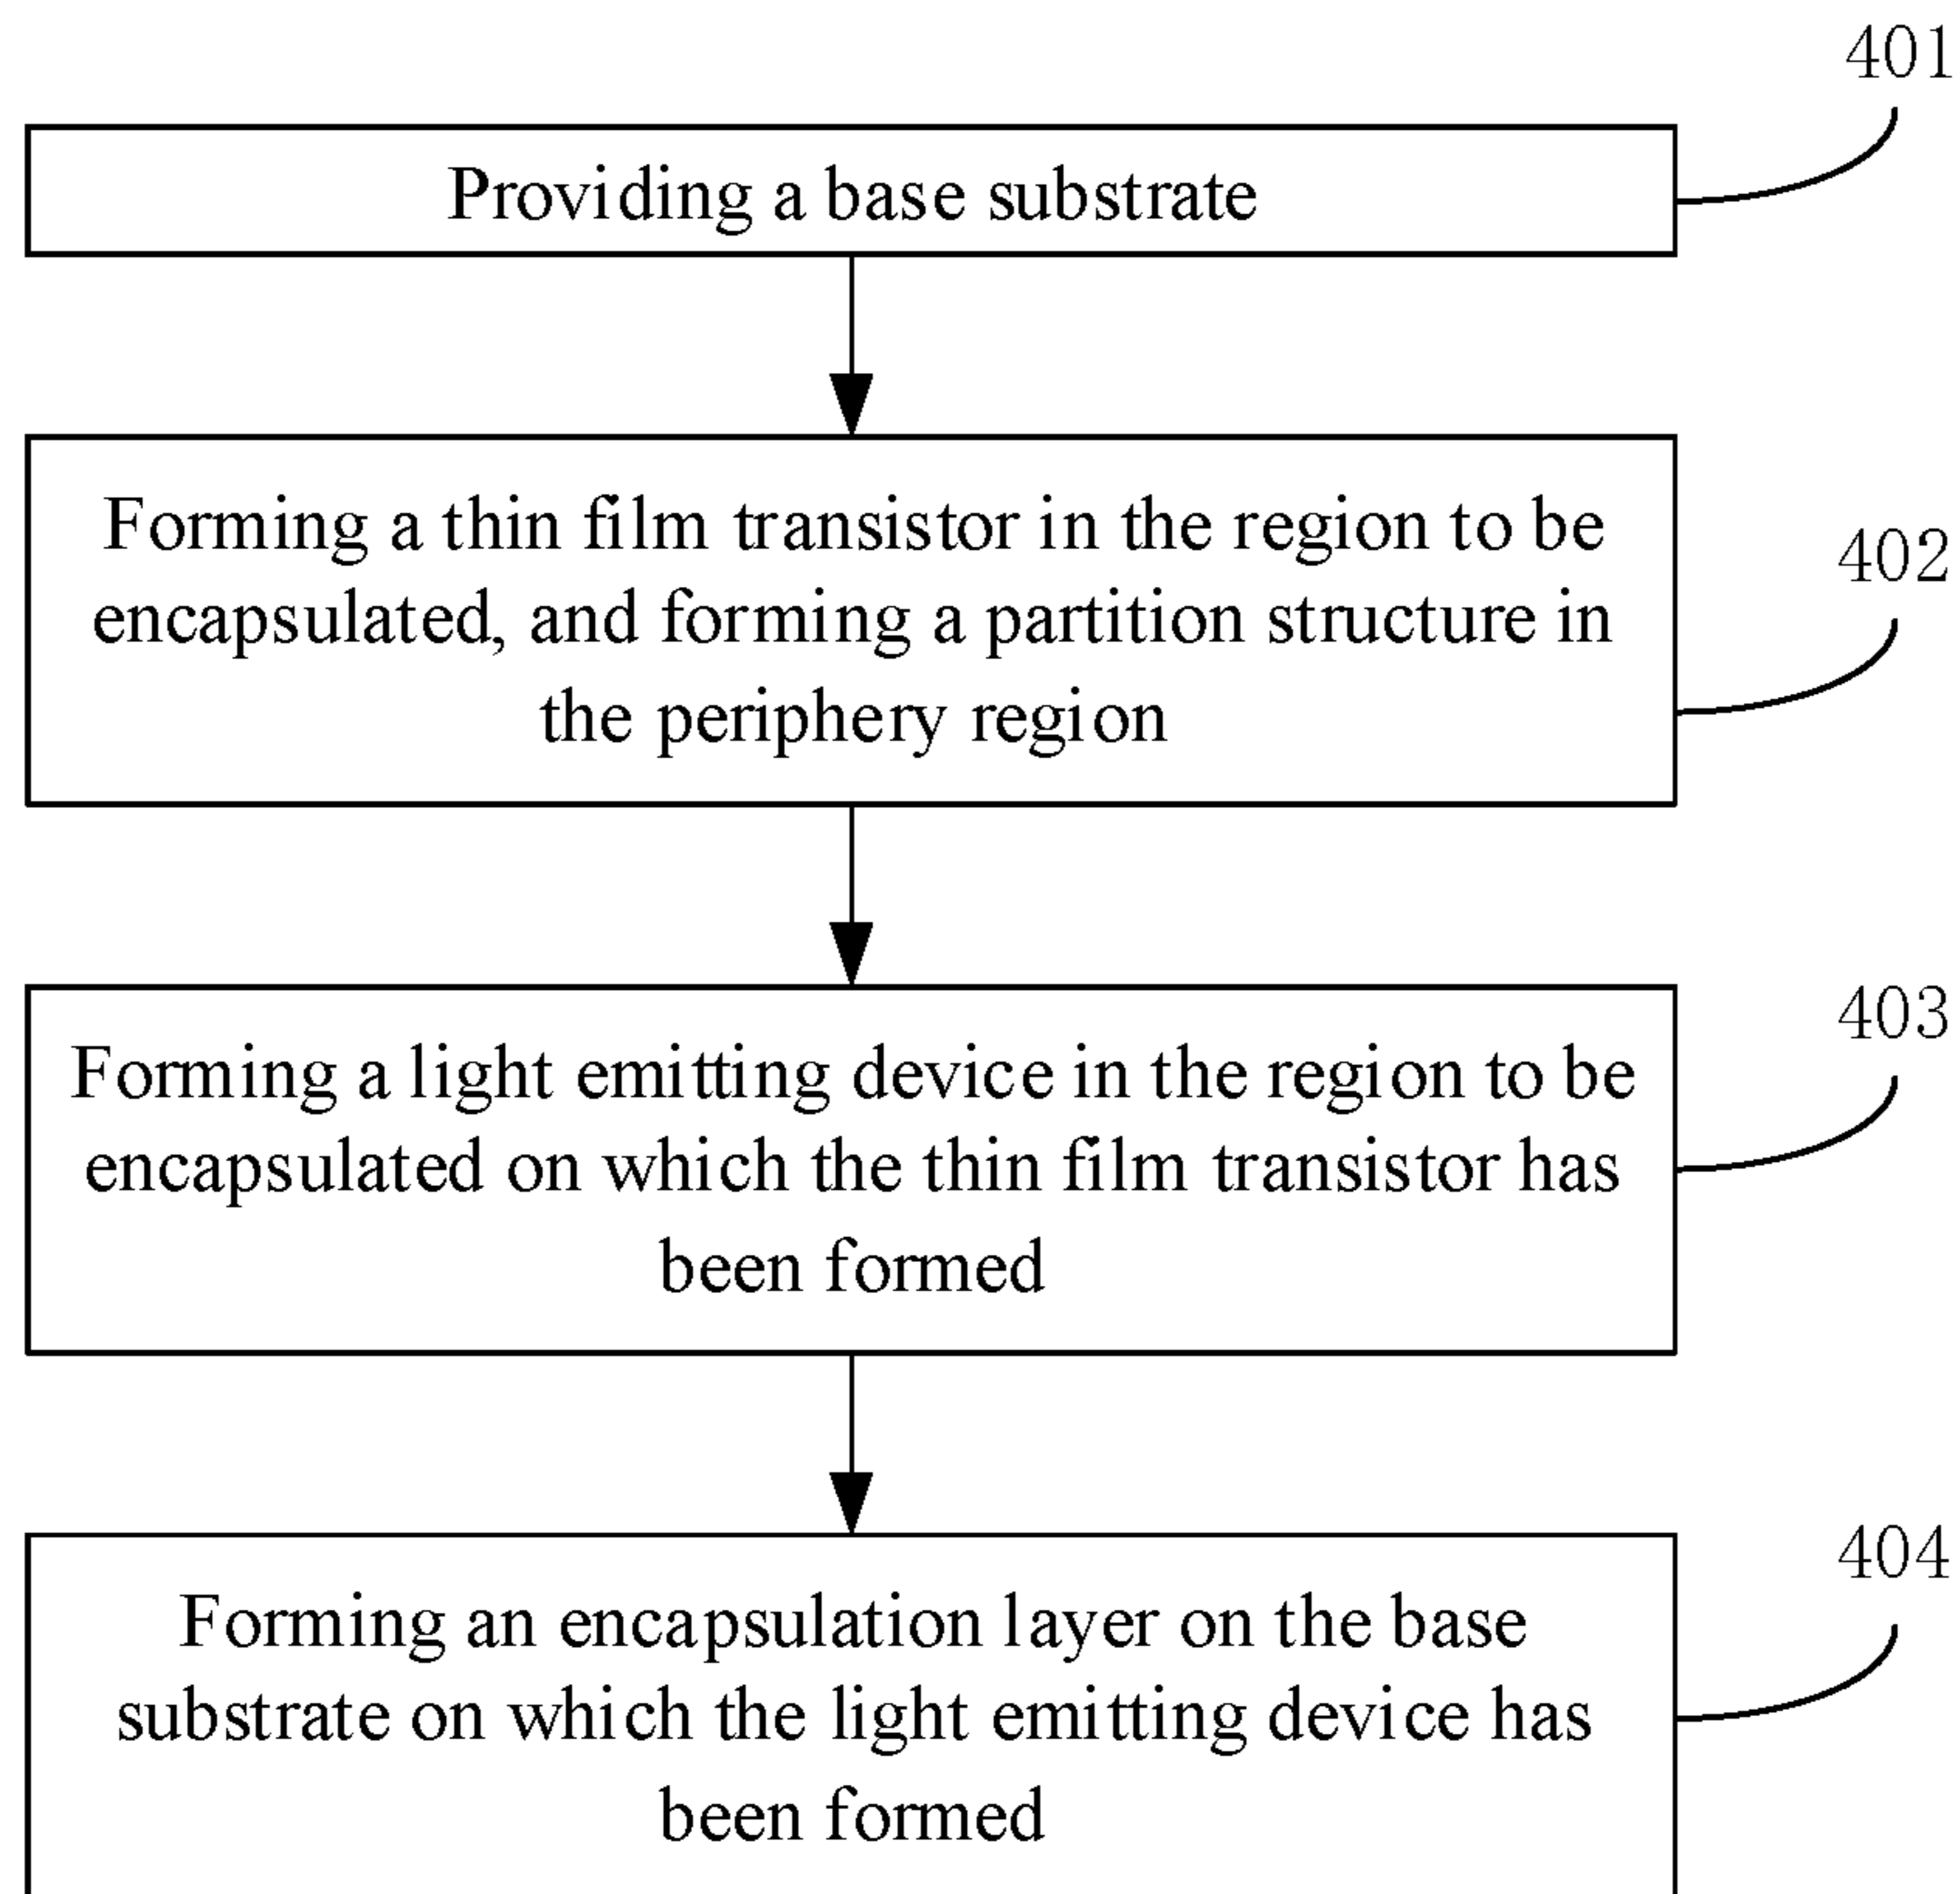 401
Providing a base substrate
Forming a thin film transistor in the region to be
encapsulated, and forming a partition structure in
the periphery region
402
Forming a light emitting device in the region to be
encapsulated on which the thin film transistor has
been formed
403
Forming an encapsulation layer on the base
substrate on which the light emitting device has
been formed
404